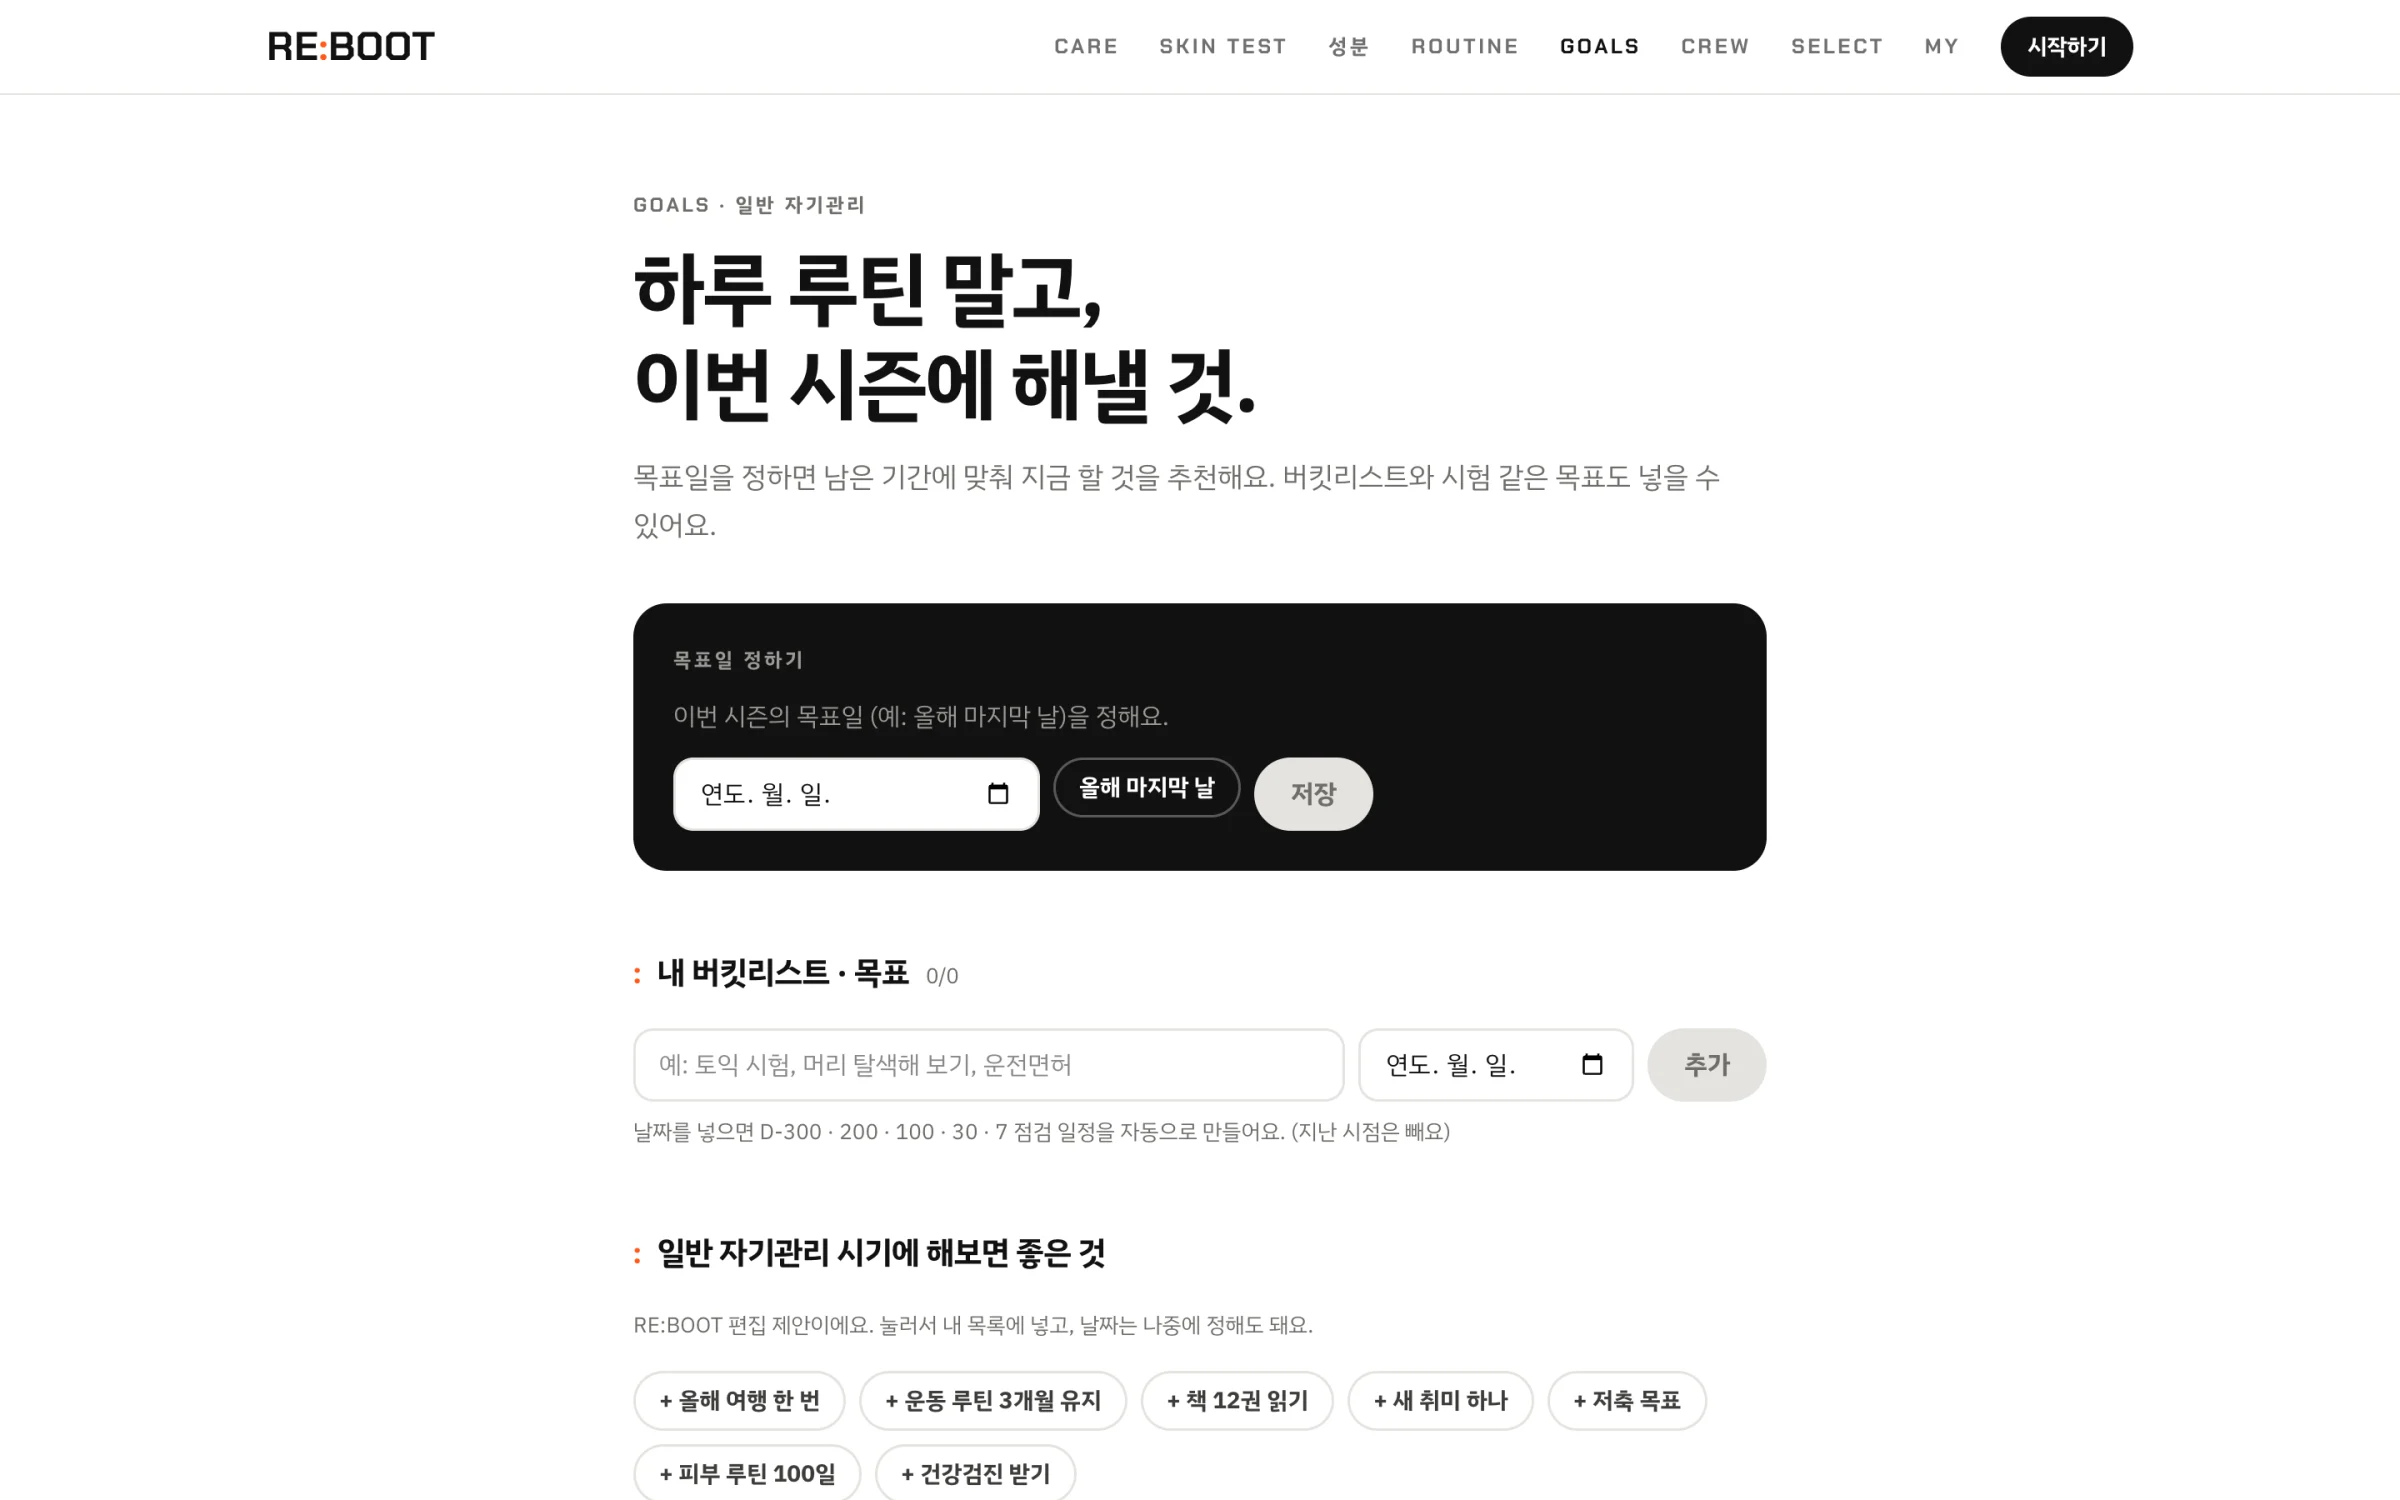 RE:BOOT
CARE SKIN TEST 성분 ROUTINE GOALS CREW SELECT MY 시작하기
GOALS · 일반 자기관리
하루 루틴 말고,
이번 시즌에 해낼 것.
목표일을 정하면 남은 기간에 맞춰 지금 할 것을 추천해요. 버킷리스트와 시험 같은 목표도 넣을 수
있어요.
목표일 정하기
이번 시즌의 목표일 (예: 올해 마지막 날)을 정해요.
연도. 월. 일. 올해 마지막 날 저장
: 내 버킷리스트 · 목표 0/0
예: 토익 시험, 머리 탈색해 보기, 운전면허 연도. 월. 일. 추가
날짜를 넣으면 D-300 · 200 · 100 · 30 · 7 점검 일정을 자동으로 만들어요. (지난 시점은 빼요)
: 일반 자기관리 시기에 해보면 좋은 것
RE:BOOT 편집 제안이에요. 눌러서 내 목록에 넣고, 날짜는 나중에 정해도 돼요.
+ 올해 여행 한 번 + 운동 루틴 3개월 유지 + 책 12권 읽기 + 새 취미 하나 + 저축 목표
+ 피부 루틴 100일 + 건강검진 받기